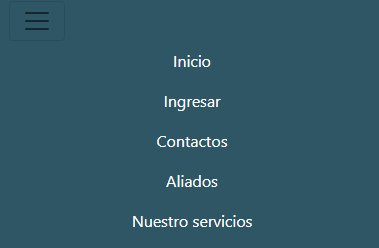 Inicio
Ingresar
Contactos
Aliados
Nuestro servicios